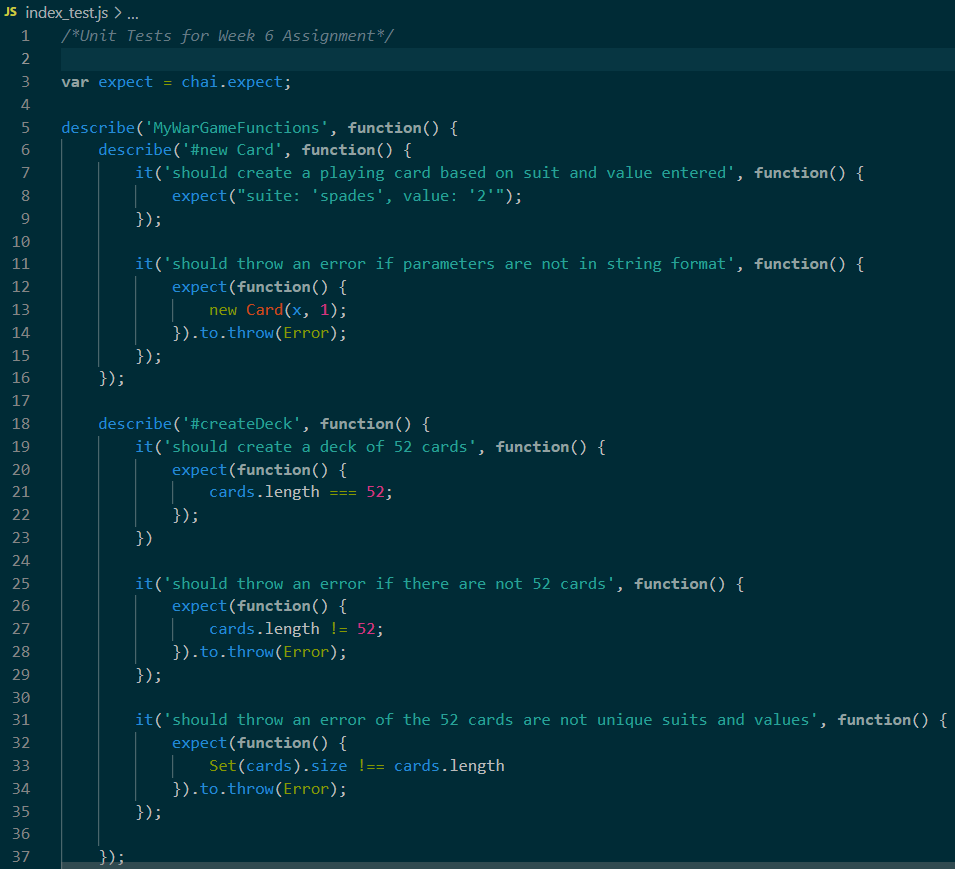 JS index_test.js > ...
1 /*Unit Tests for Week 6 Assignment*/
2
3 var expect = chai.expect;
4
5 describe('MyWarGameFunctions', function() {
6     describe('#new Card', function() {
7         it('should create a playing card based on suit and value entered', function() {
8             expect("suite: 'spades', value: '2'");
9         });
10
11         it('should throw an error if parameters are not in string format', function() {
12             expect(function() {
13                 new Card(x, 1);
14             }).to.throw(Error);
15         });
16     });
17
18     describe('#createDeck', function() {
19         it('should create a deck of 52 cards', function() {
20             expect(function() {
21                 cards.length === 52;
22             });
23         })
24
25         it('should throw an error if there are not 52 cards', function() {
26             expect(function() {
27                 cards.length != 52;
28             }).to.throw(Error);
29         });
30
31         it('should throw an error of the 52 cards are not unique suits and values', function() {
32             expect(function() {
33                 Set(cards).size !== cards.length
34             }).to.throw(Error);
35         });
36
37     });